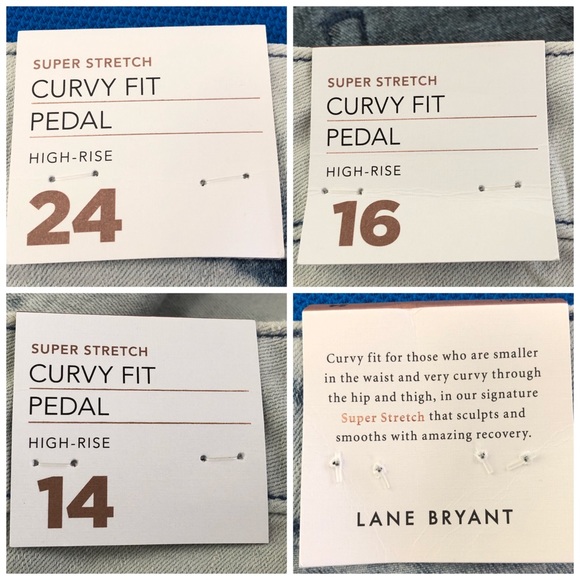 SUPER STRETCH
CURVY FIT
PEDAL
HIGH-RISE
24
SUPER STRETCH
CURVY FIT
PEDAL
HIGH-RISE
16
SUPER STRETCH
CURVY FIT
PEDAL
HIGH-RISE
14
Curvy fit for those who are smaller
in the waist and very curvy through
the hip and thigh, in our signature
Super Stretch that sculpts and
smooths with amazing recovery.
LANE BRYANT